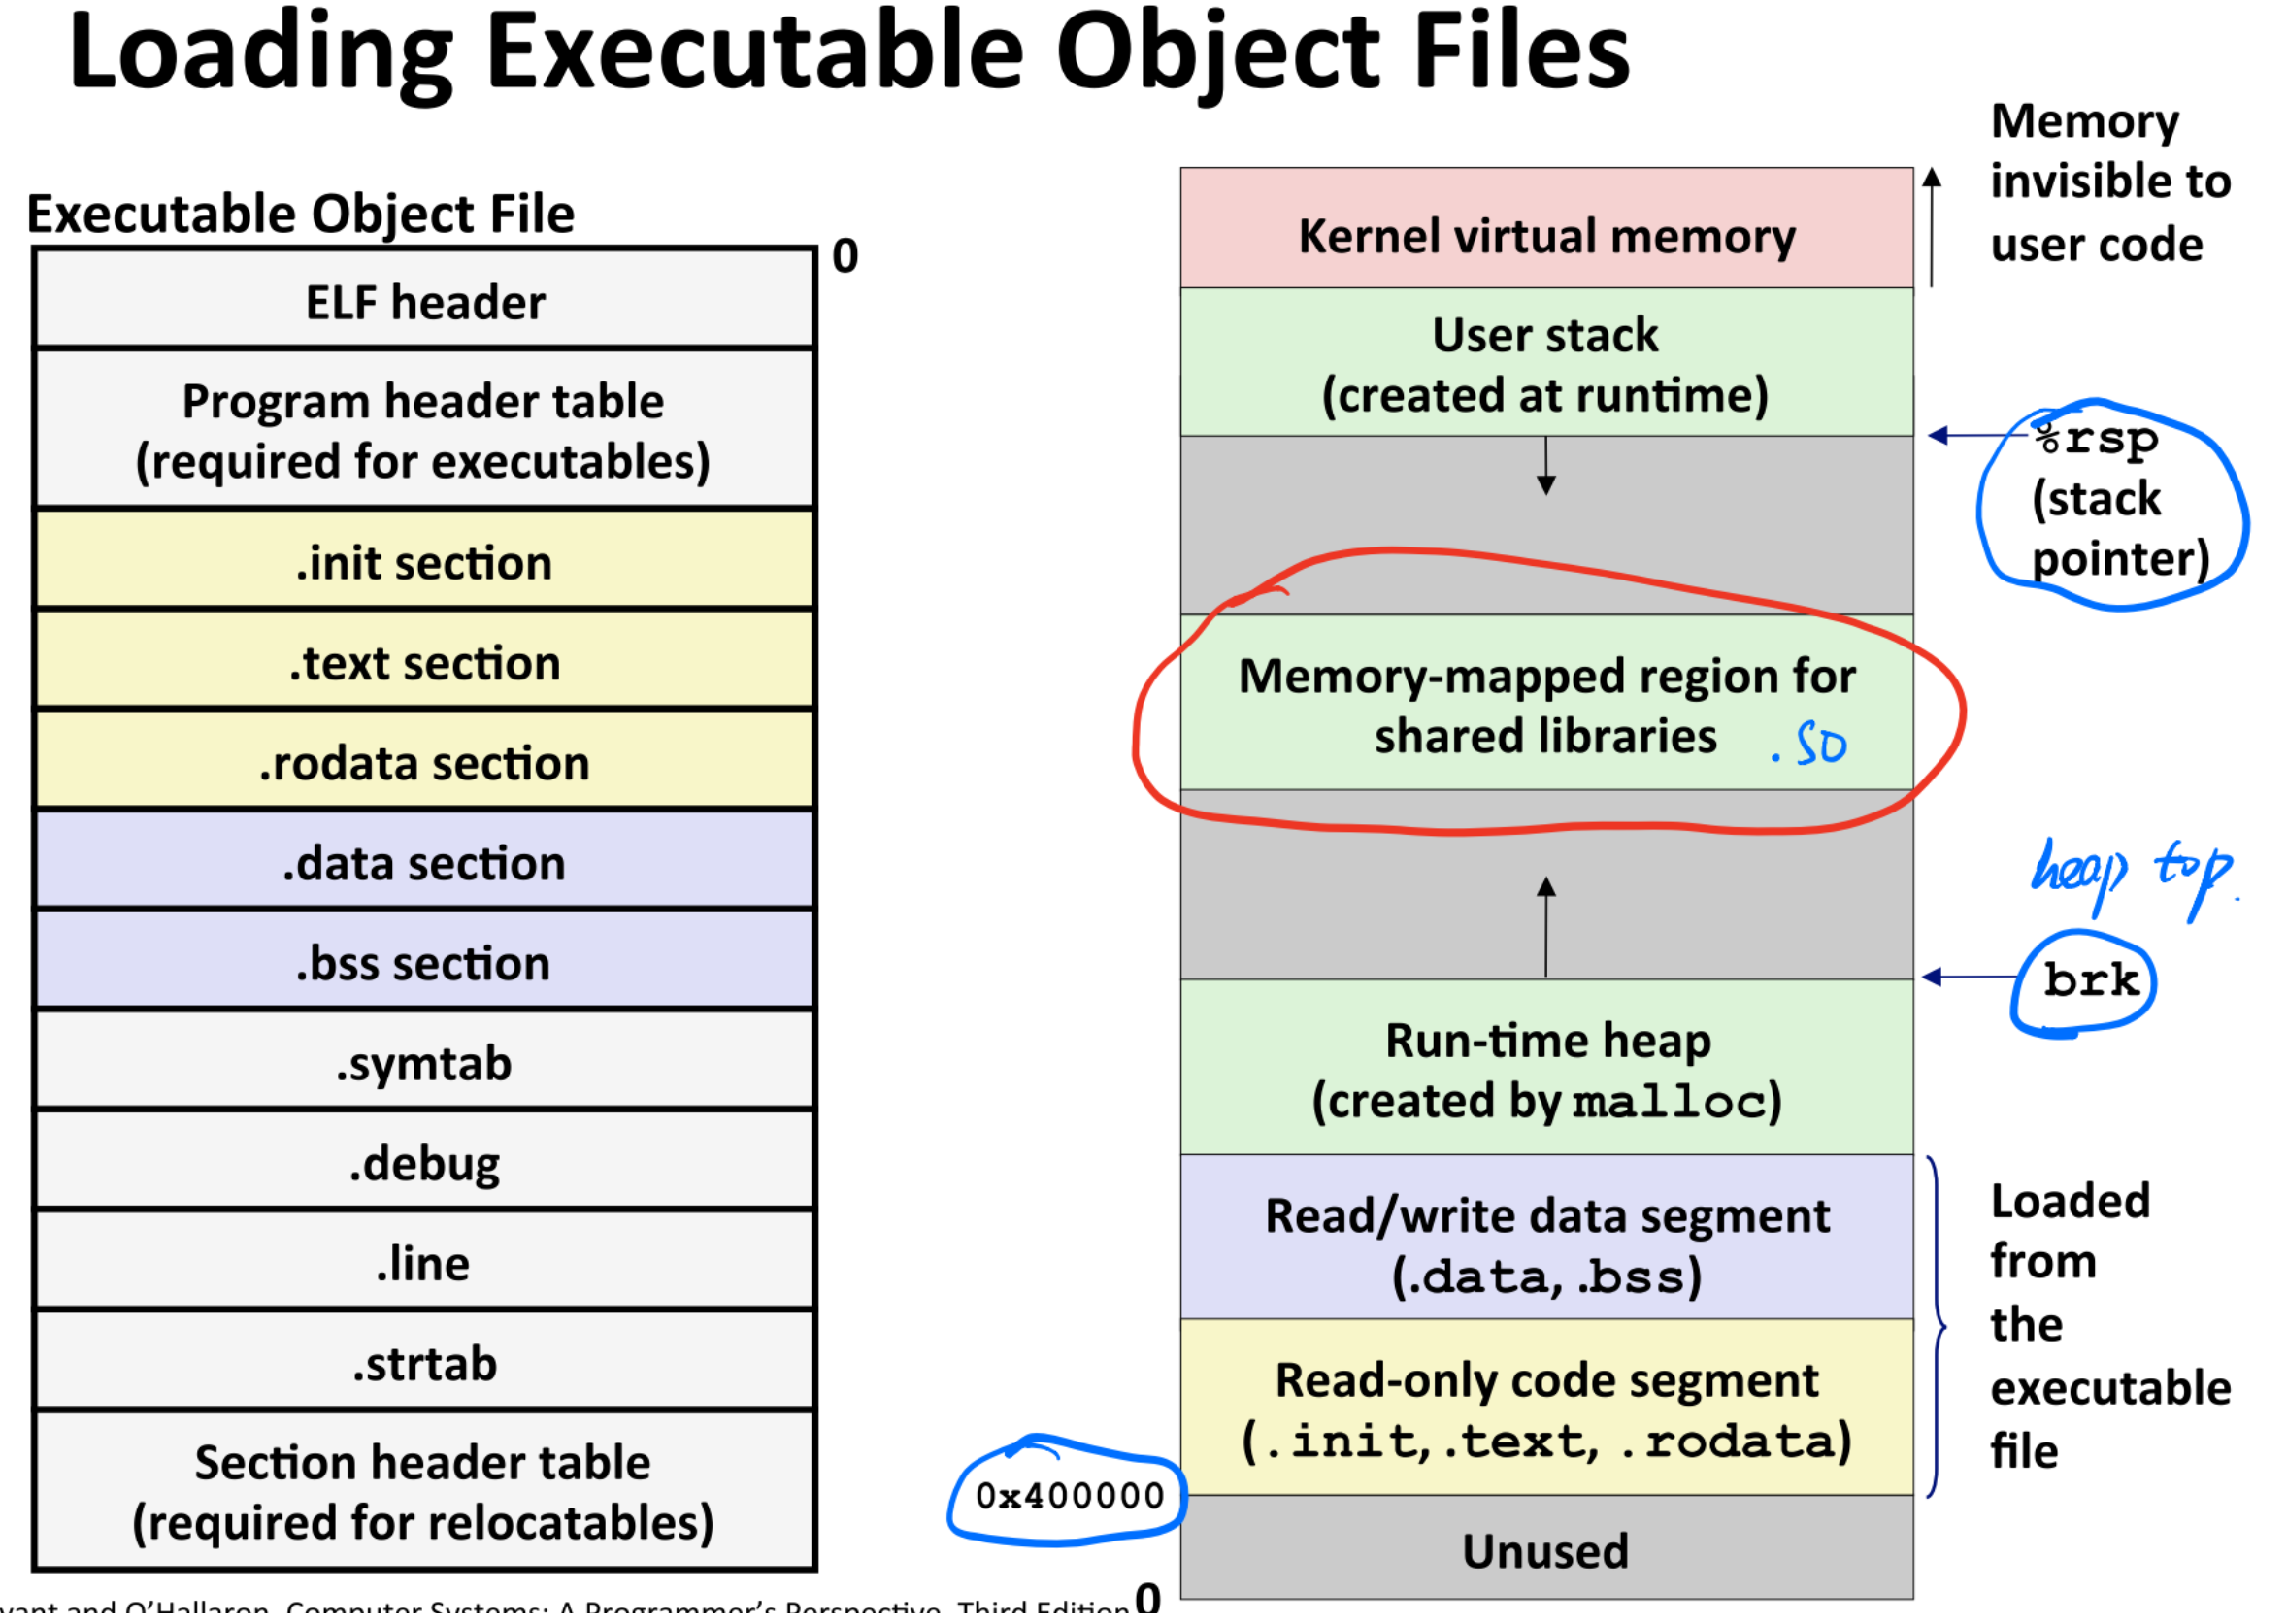 Loading Executable Object Files
Executable Object File
0
ELF header
Program header table
(required for executables)
.init section
.text section
.rodata section
.data section
.bss section
.symtab
.debug
.line
.strtab
Section header table
(required for relocatables)
Memory
invisible to
user code
Kernel virtual memory
User stack
(created at runtime)
%rsp
(stack
pointer)
Memory-mapped region for
shared libraries .so
heap top.
brk
Run-time heap
(created by malloc)
Read/write data segment
(.data, .bss)
Read-only code segment
(.init, .text, .rodata)
Loaded
from
the
executable
file
0x400000
Unused
0
and O'Hallaron, Computer Systems: A Programmer's Perspective, Third Edition